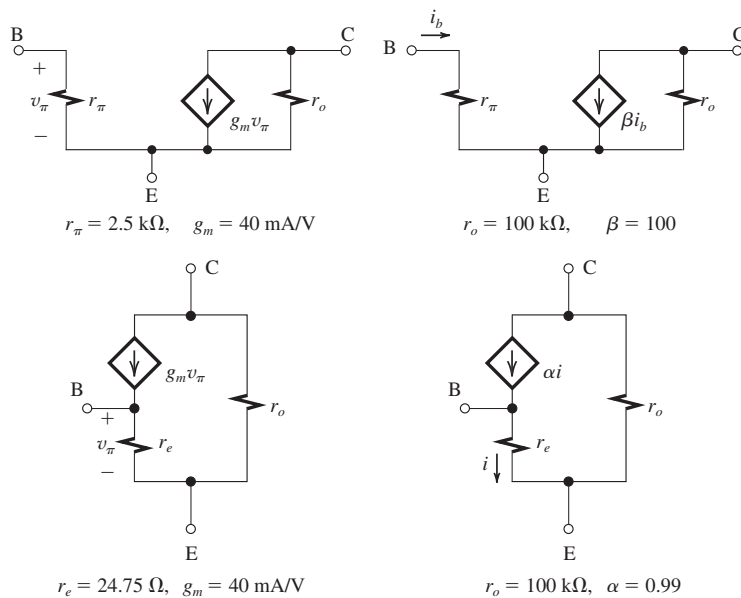 B
C
+
v_π
−
r_π
g_m v_π
r_o
E
i_b
B
C
r_π
βi_b
r_o
E
r_π = 2.5 kΩ, g_m = 40 mA/V
r_o = 100 kΩ, β = 100
C
g_m v_π
B
+
v_π
−
r_e
r_o
E
C
αi
B
r_e
i
r_o
E
r_e = 24.75 Ω, g_m = 40 mA/V
r_o = 100 kΩ, α = 0.99